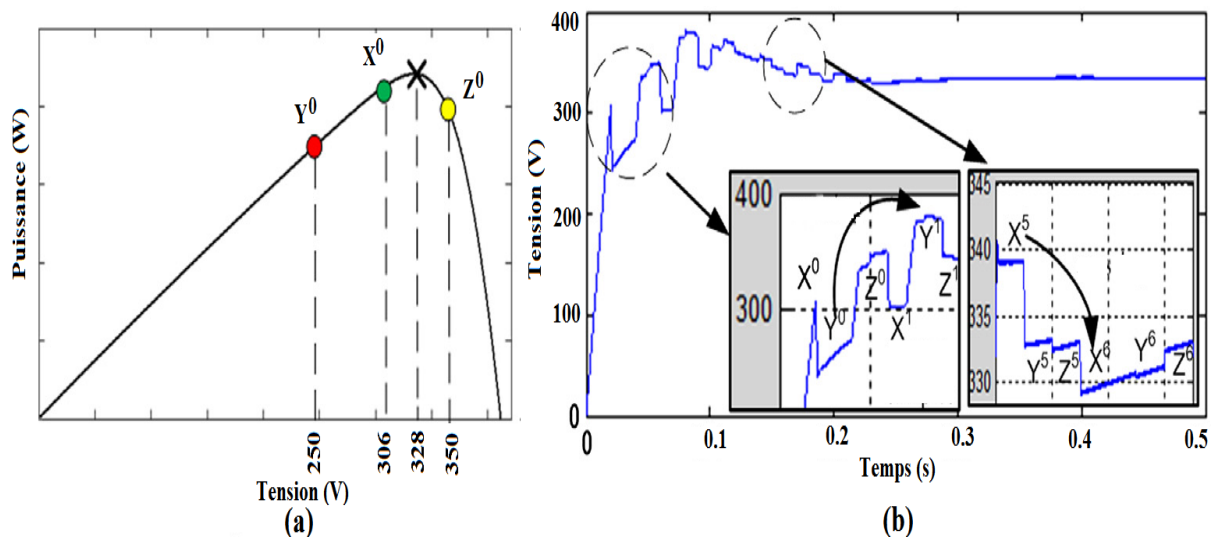 X⁰
Z⁰
Y⁰
Puissance (W)
250
306
328
350
Tension (V)
(a)
(b)
400
300
200
100
0
Tension (V)
0
0.1
0.2
0.3
0.4
0.5
Temps (s)
400
300
X⁰
Y⁰
Z⁰
X¹
Y¹
Z¹
345
340
335
330
X⁵
Y⁵
Z⁵
X⁶
Y⁶
Z⁶